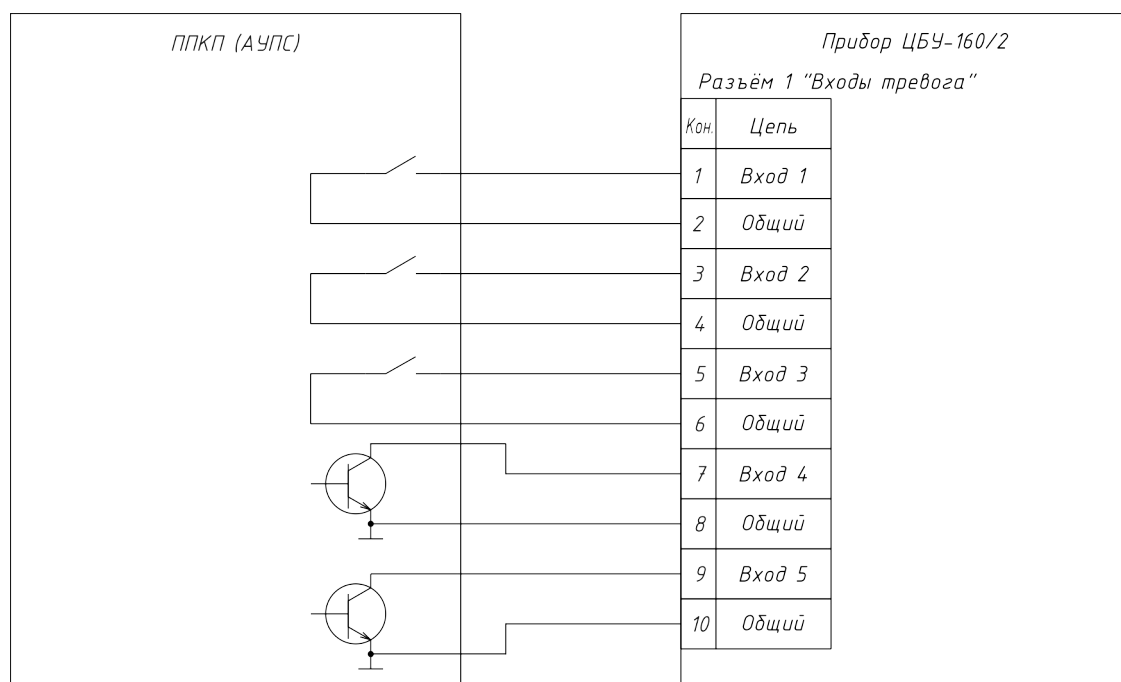 ППКП (АУПС)
Прибор ЦБУ-160/2
Разъём 1 "Входы тревога"
Кон. Цепь
1 Вход 1
2 Общий
3 Вход 2
4 Общий
5 Вход 3
6 Общий
7 Вход 4
8 Общий
9 Вход 5
10 Общий